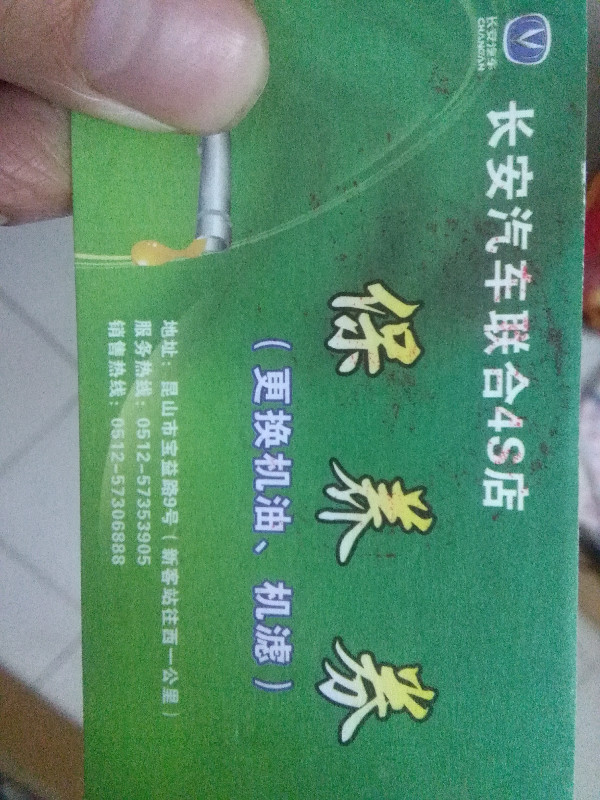 长安汽车
CHANGAN
长安汽车联合4S店
保养券
(更换机油、机滤)
地址：昆山市宝益路9号(新客站往西一公里)
服务热线：0512-57353905
销售热线：0512-57306888